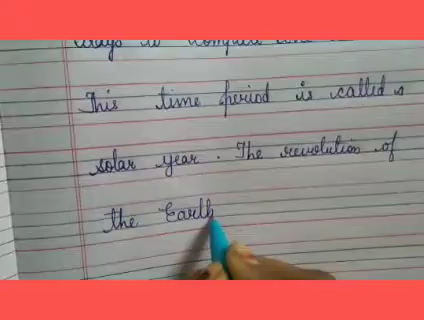 This time period is called a
solar year. The revolution of
the Earth